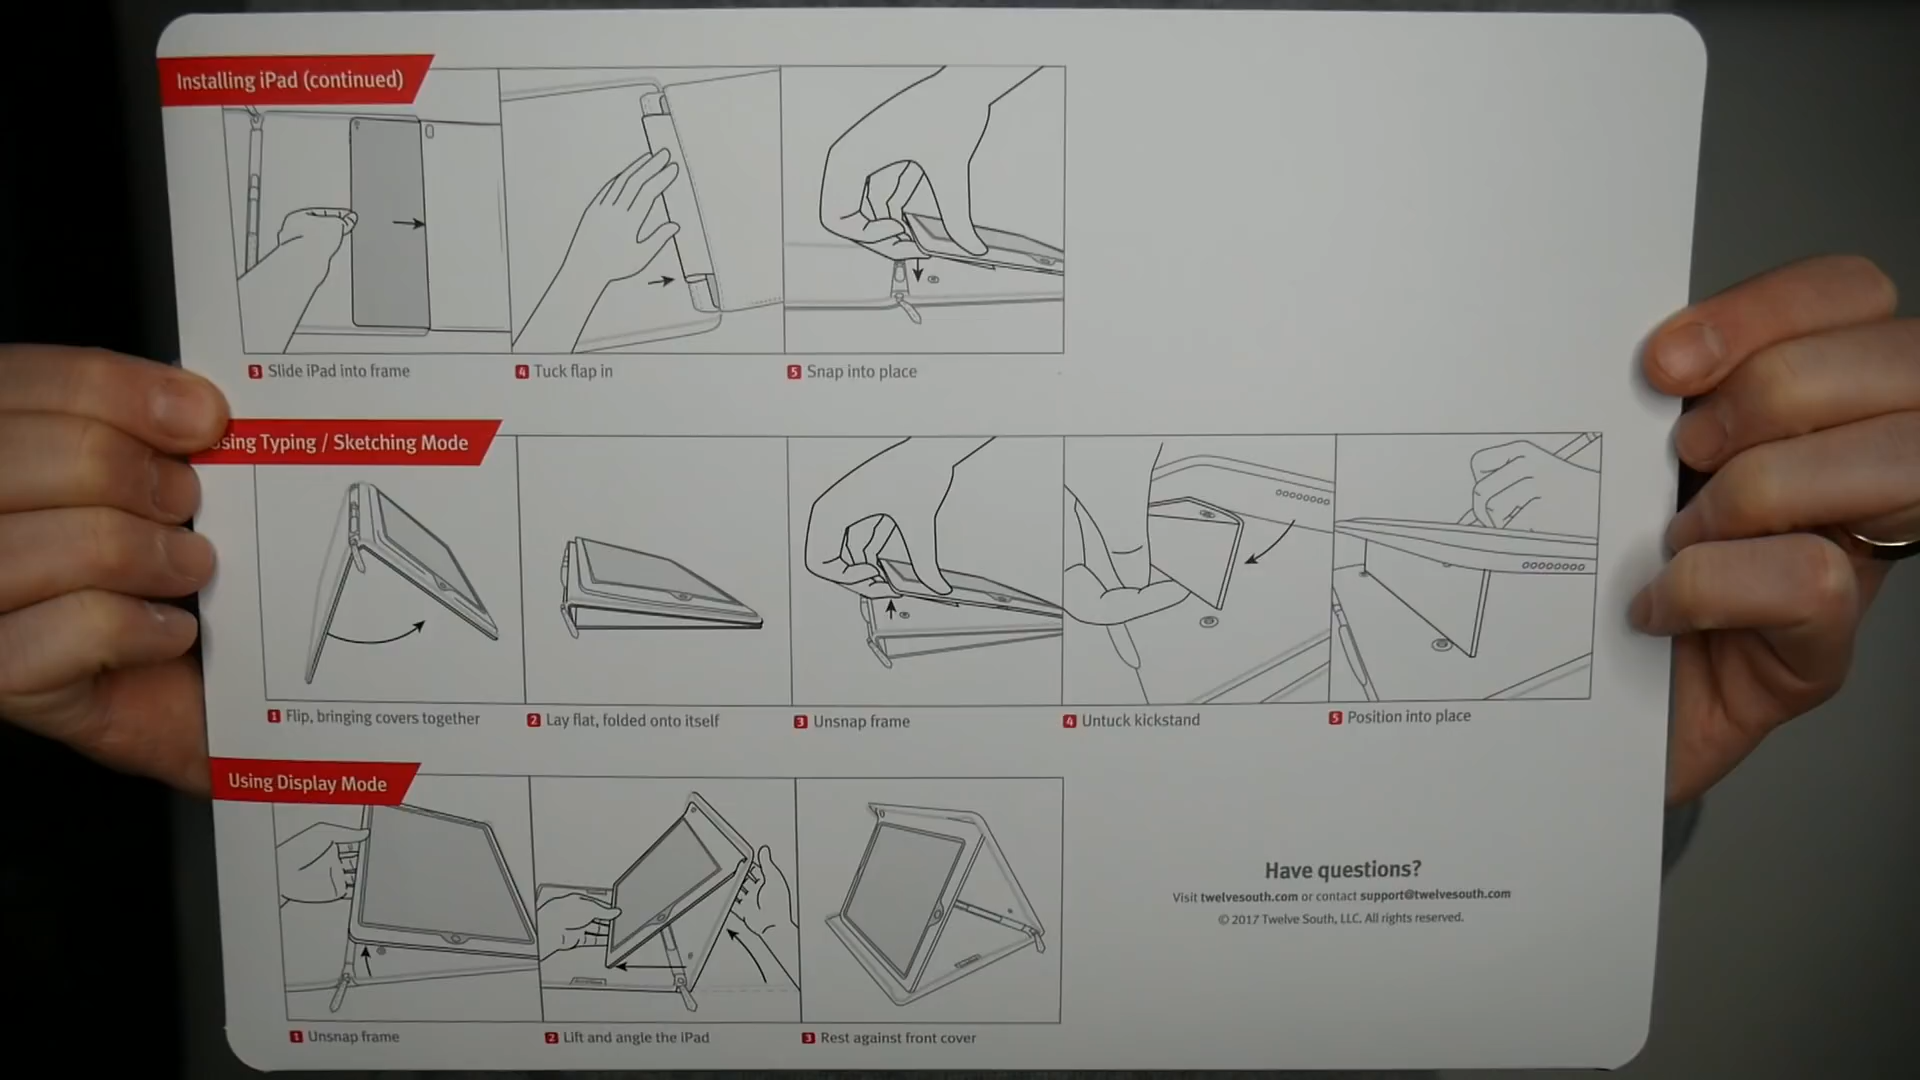 Installing iPad (continued)
3 Slide iPad into frame
4 Tuck flap in
5 Snap into place
sing Typing / Sketching Mode
1 Flip, bringing covers together
2 Lay flat, folded onto itself
3 Unsnap frame
4 Untuck kickstand
5 Position into place
Using Display Mode
1 Unsnap frame
2 Lift and angle the iPad
3 Rest against front cover
Have questions?
Visit twelvesouth.com or contact support@twelvesouth.com
© 2017 Twelve South, LLC. All rights reserved.